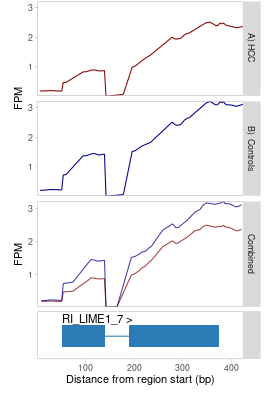 3
2
1
A) HCC
3
2
1
FPM
B) Controls
3
2
1
FPM
Combined
RI_LIME1_7 >
100 200 300 400
Distance from region start (bp)